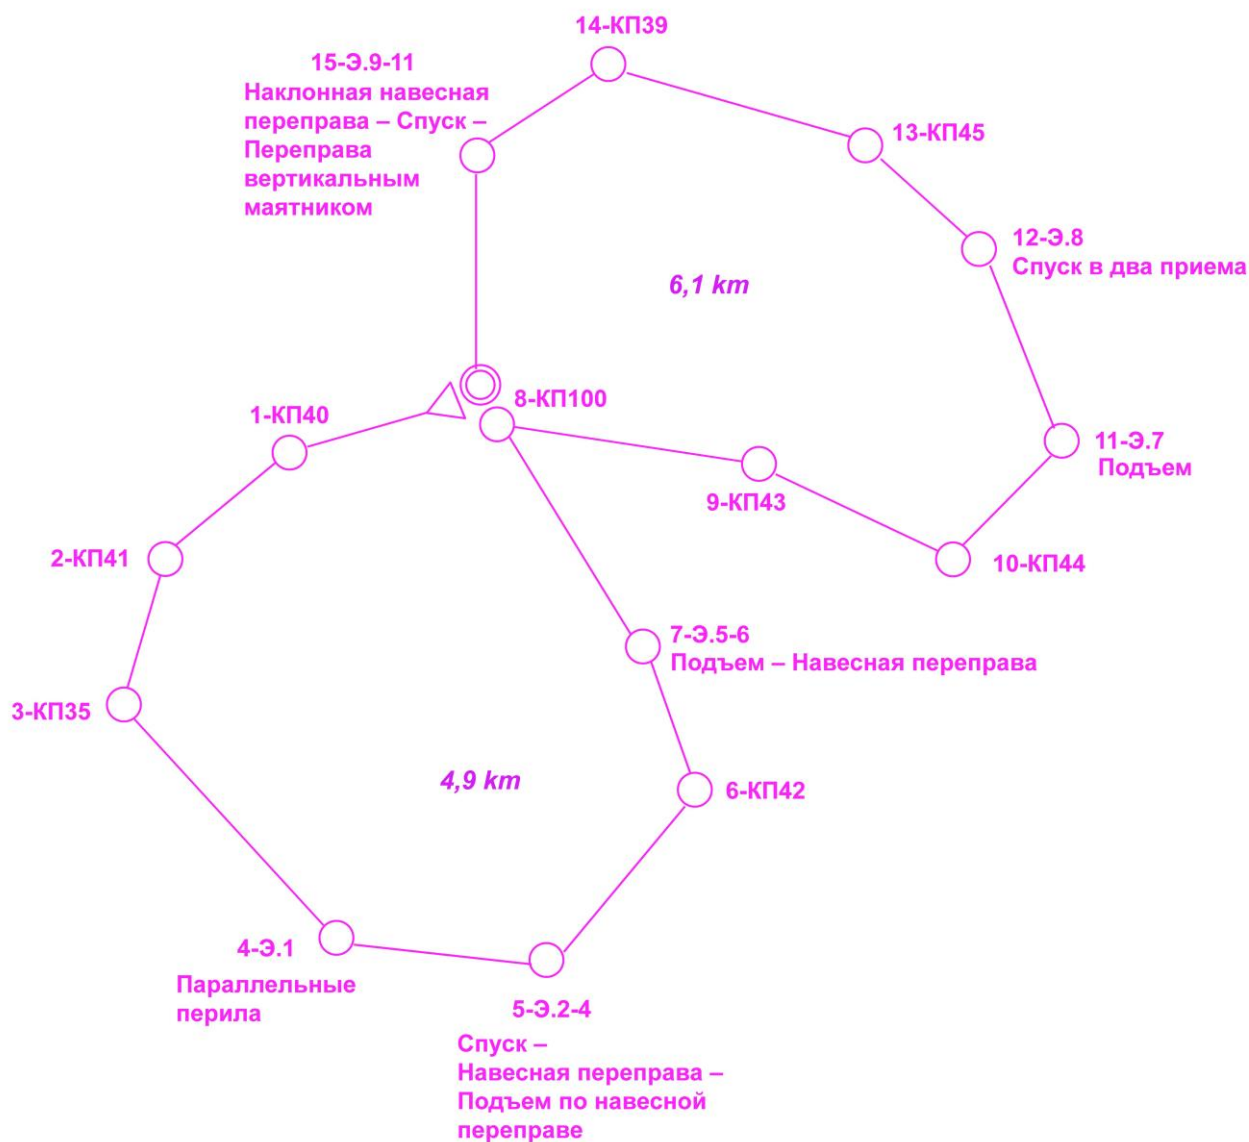 14-КП39
15-Э.9-11
Наклонная навесная
переправа – Спуск –
Переправа
вертикальным
маятником
13-КП45
12-Э.8
Спуск в два приема
6,1 km
8-КП100
1-КП40
11-Э.7
Подъем
9-КП43
2-КП41
10-КП44
7-Э.5-6
Подъем – Навесная переправа
3-КП35
4,9 km
6-КП42
4-Э.1
Параллельные
перила
5-Э.2-4
Спуск –
Навесная переправа –
Подъем по навесной
переправе